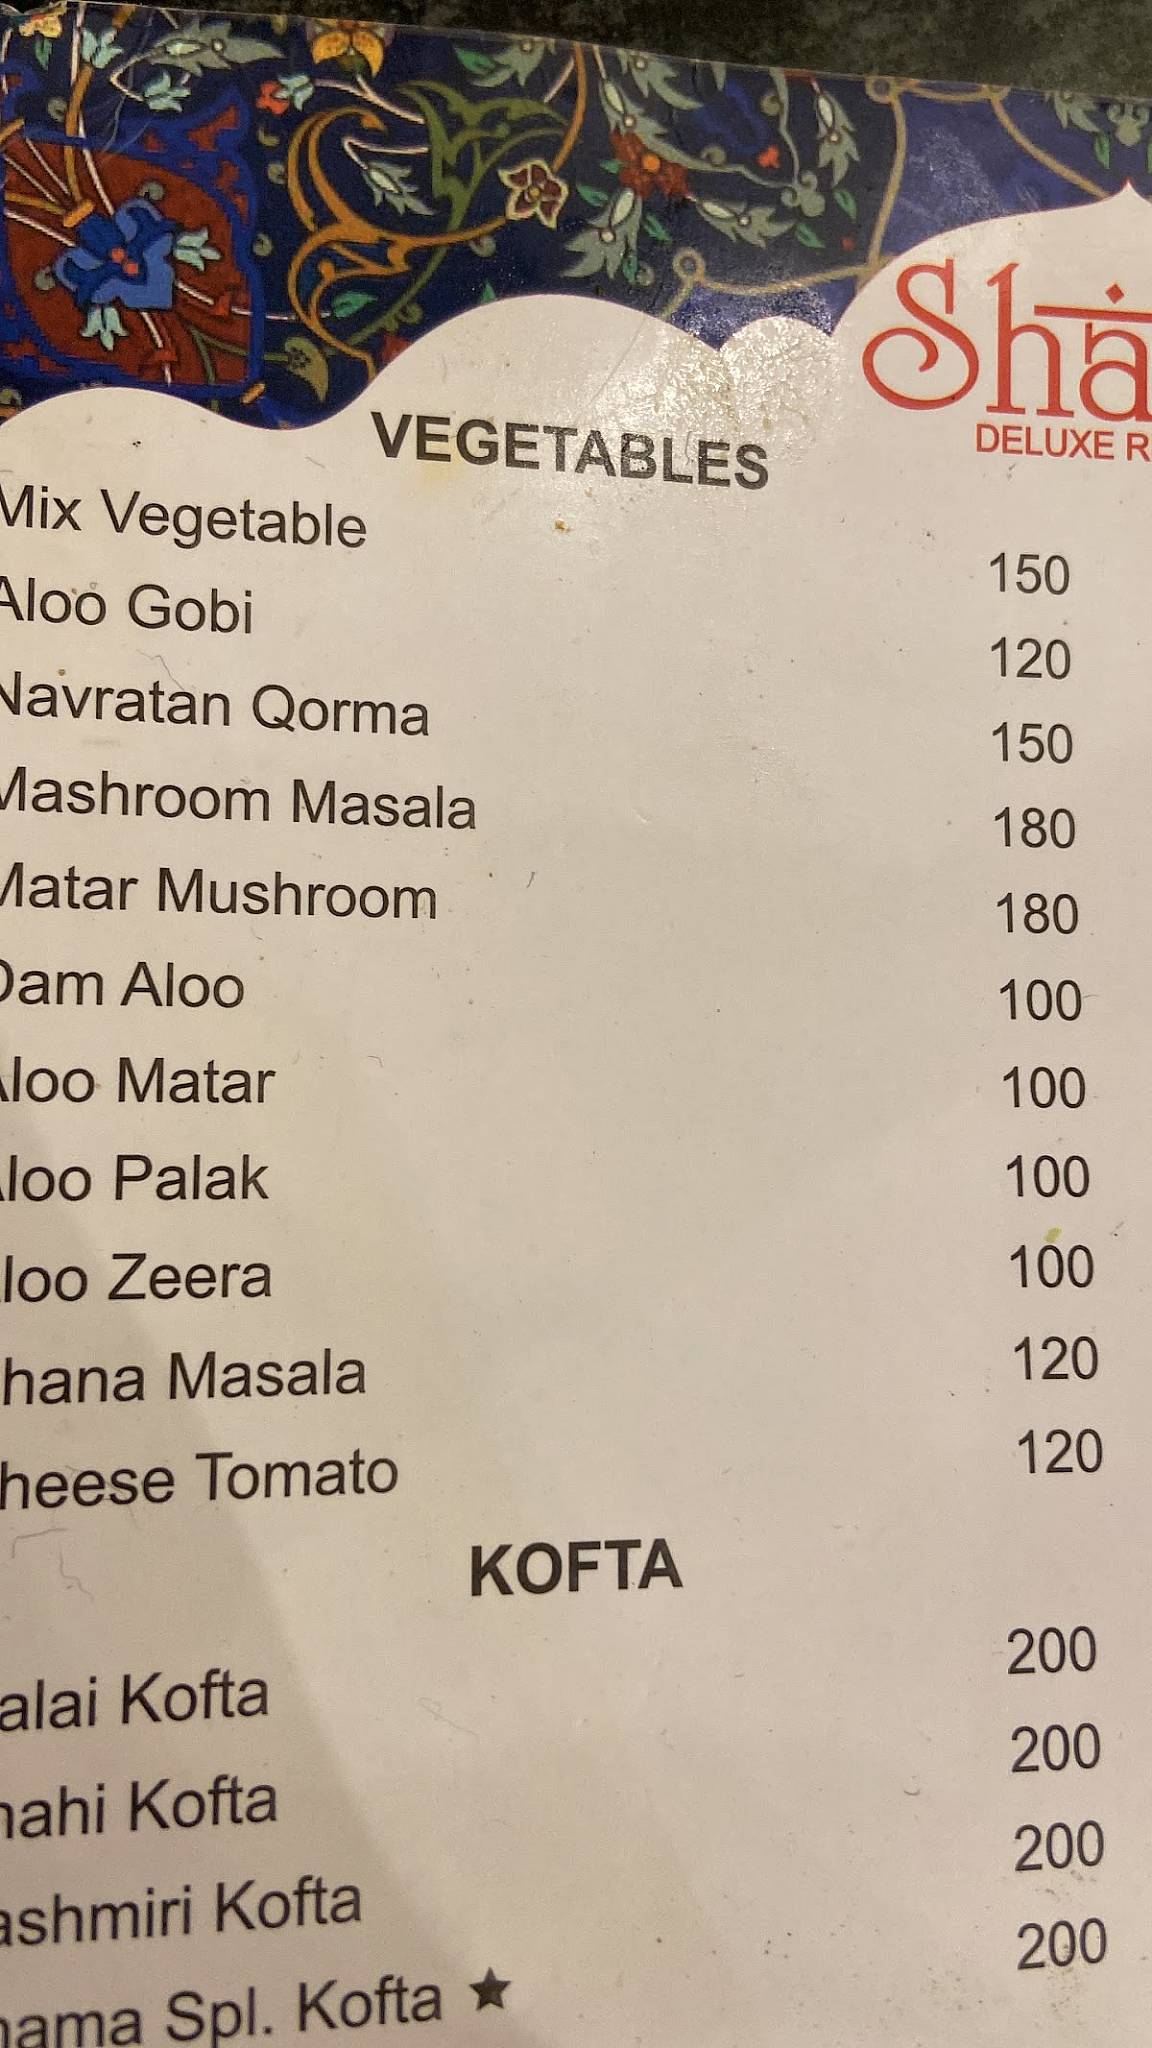 Sha
DELUXE R
VEGETABLES
Mix Vegetable 150
Aloo Gobi 120
Navratan Qorma 150
Mashroom Masala 180
Matar Mushroom 180
Dam Aloo 100
Aloo Matar 100
Aloo Palak 100
Aloo Zeera 100
hana Masala 120
heese Tomato 120
KOFTA
alai Kofta 200
hahi Kofta 200
ashmiri Kofta 200
hama Spl. Kofta ★ 200